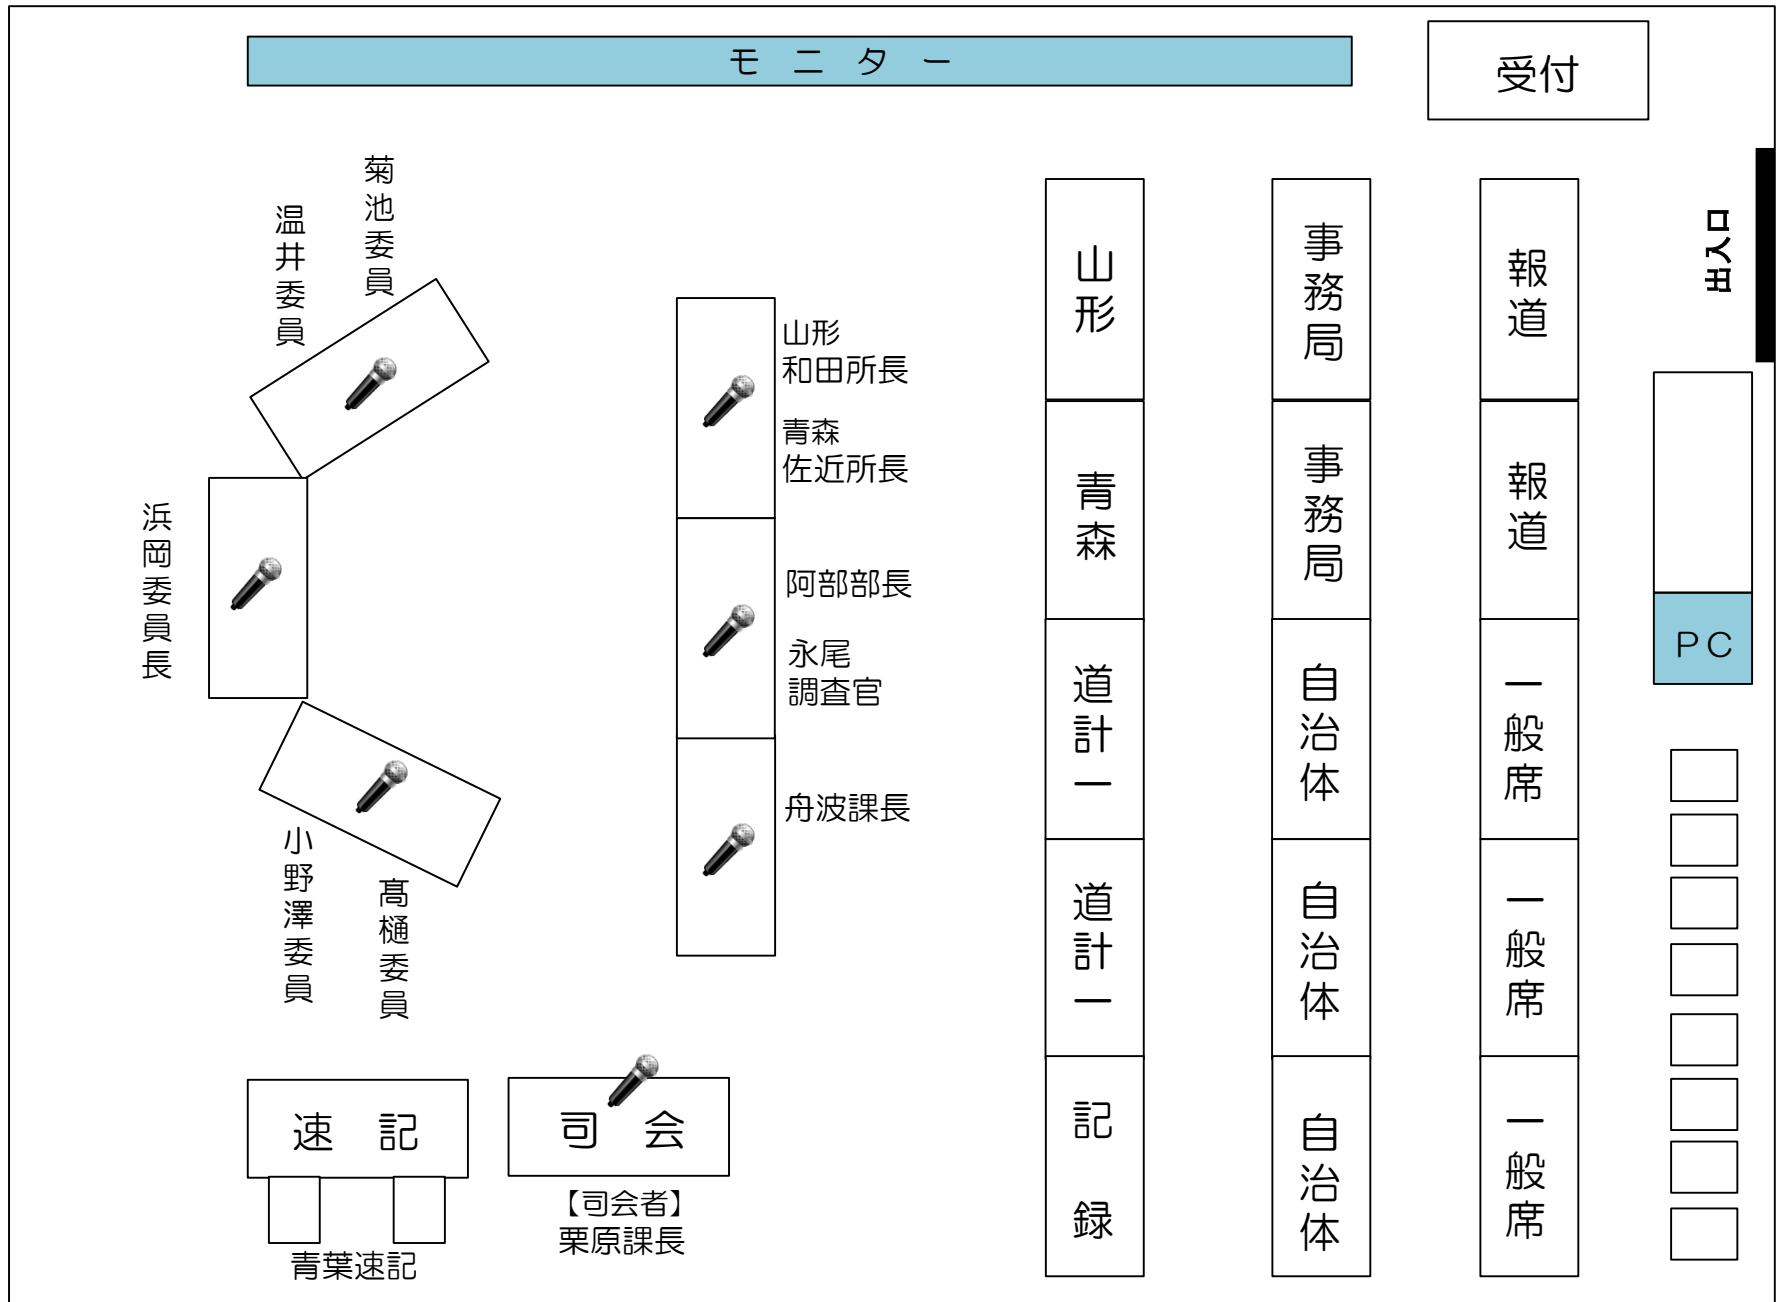 モニター
受付
出入口
菊池委員
温井委員
浜岡委員長
小野澤委員
髙樋委員
山形
和田所長
青森
佐近所長
阿部部長
永尾
調査官
舟波課長
山形
青森
道計一
道計一
記録
事務局
事務局
自治体
自治体
自治体
報道
報道
一般席
一般席
一般席
ＰＣ
速記
青葉速記
司会
【司会者】
栗原課長